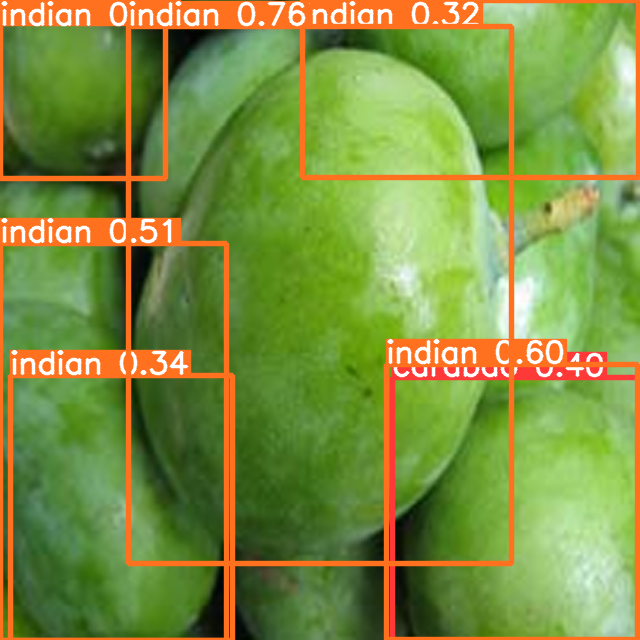 indian 0
indian 0.76
ndian 0.32
indian 0.51
indian 0.34
indian 0.60
carabao 0.40